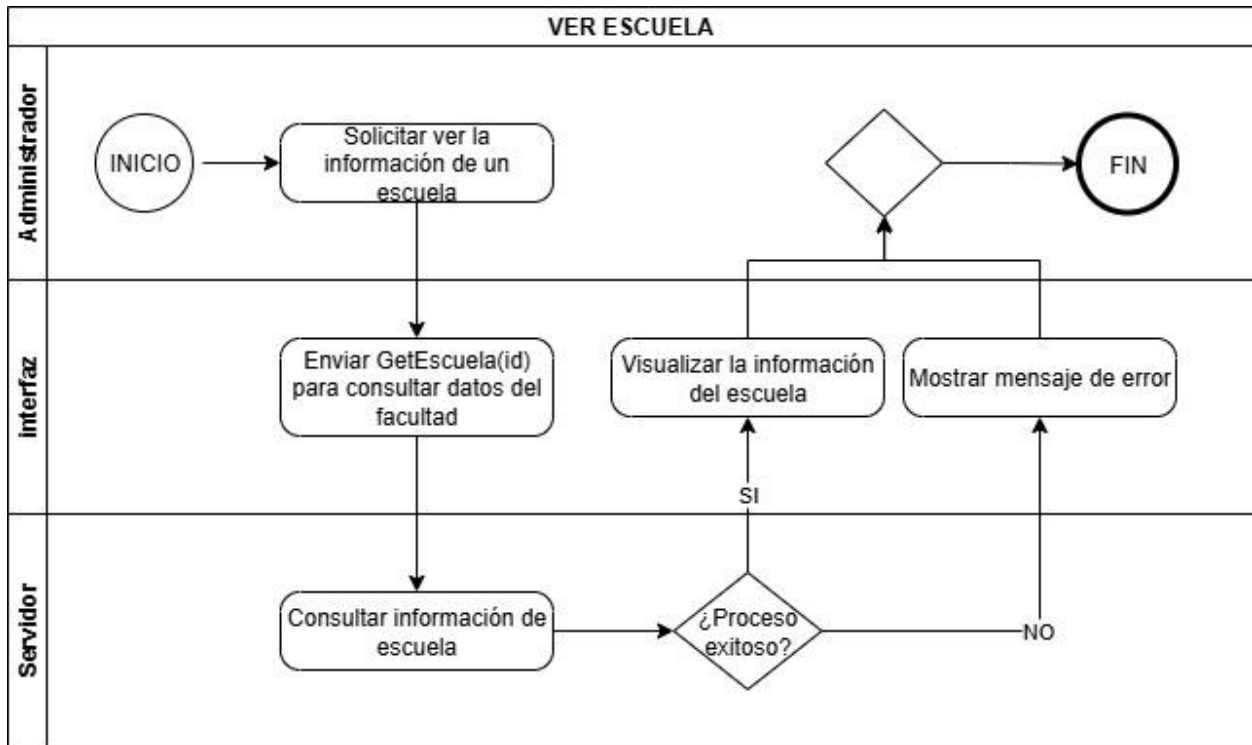 VER ESCUELA
Administrador
INICIO
Solicitar ver la
información de un
escuela
FIN
interfaz
Enviar GetEscuela(id)
para consultar datos del
facultad
Visualizar la información
del escuela
Mostrar mensaje de error
SI
Servidor
Consultar información de
escuela
¿Proceso
exitoso?
NO